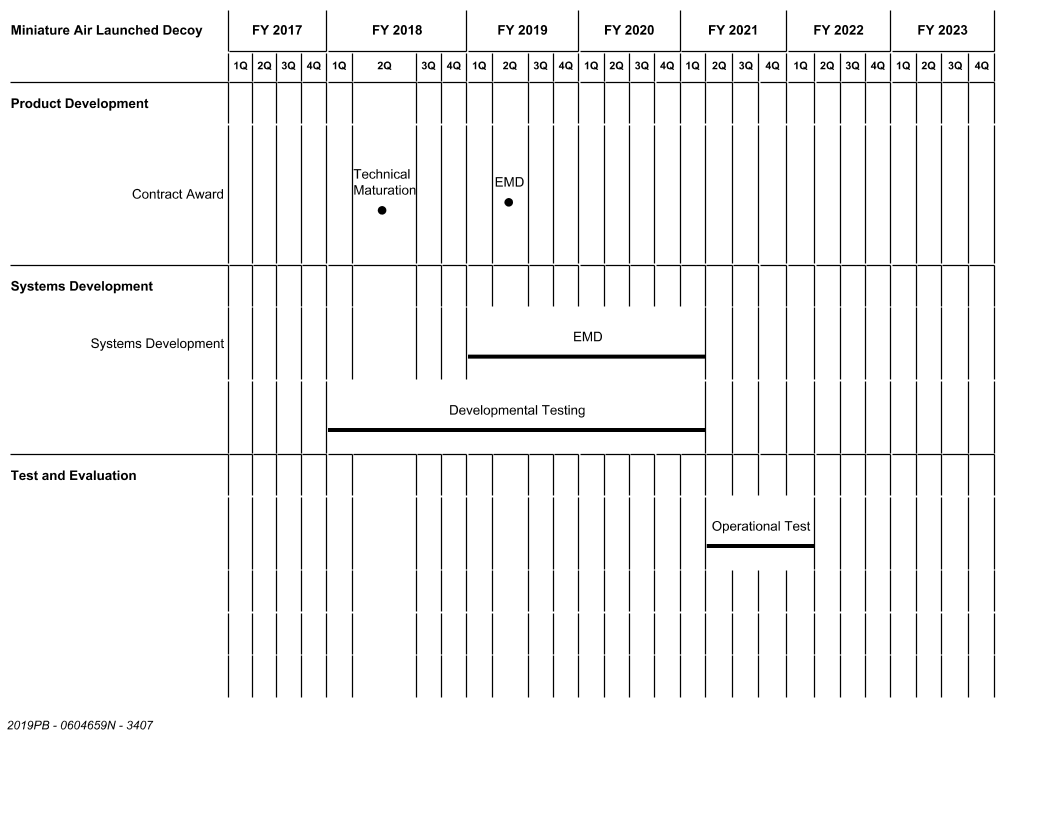 Miniature Air Launched Decoy FY 2017 FY 2018 FY 2019 FY 2020 FY 2021 FY 2022 FY 2023
1Q 2Q 3Q 4Q 1Q 2Q 3Q 4Q 1Q 2Q 3Q 4Q 1Q 2Q 3Q 4Q 1Q 2Q 3Q 4Q 1Q 2Q 3Q 4Q 1Q 2Q 3Q 4Q
Product Development
Technical
Maturation
EMD
Contract Award
Systems Development
EMD
Systems Development
Developmental Testing
Test and Evaluation
Operational Test
2019PB - 0604659N - 3407